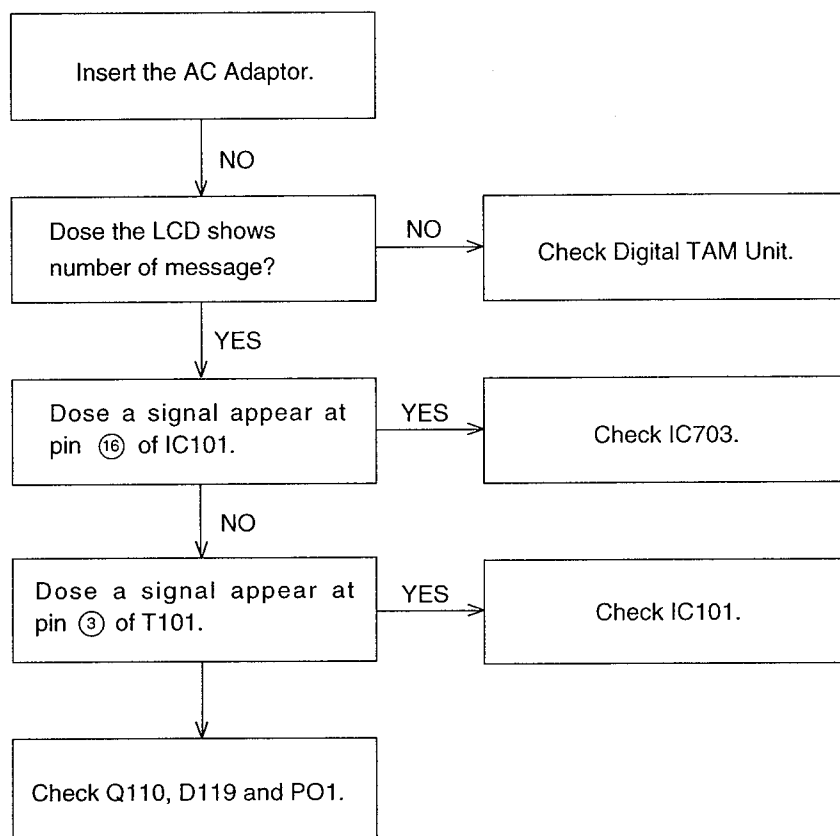 Insert the AC Adaptor.
NO
Dose the LCD shows
number of message?
NO
Check Digital TAM Unit.
YES
Dose a signal appear at
pin ⑯ of IC101.
YES
Check IC703.
NO
Dose a signal appear at
pin ③ of T101.
YES
Check IC101.
Check Q110, D119 and PO1.